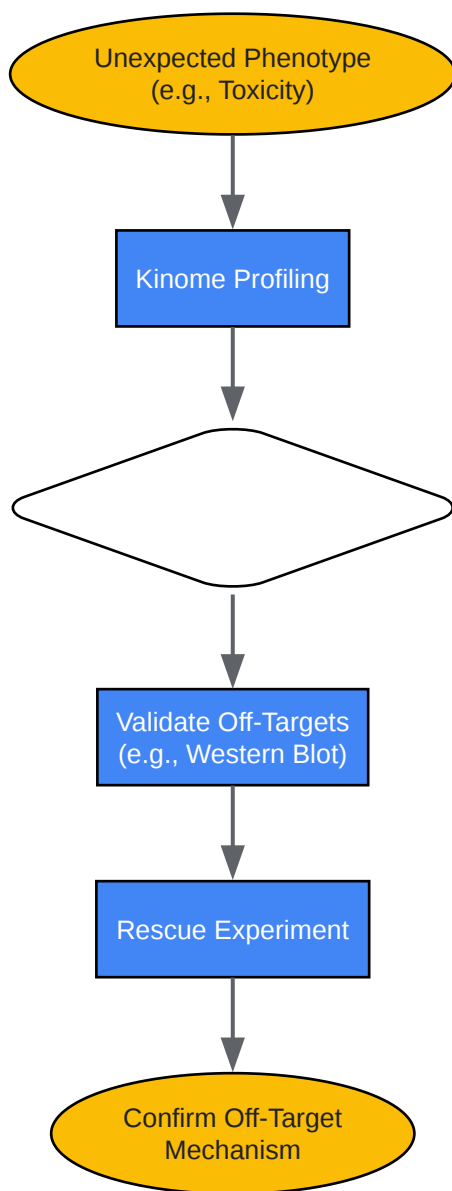 Unexpected Phenotype
(e.g., Toxicity)
Kinome Profiling
Validate Off-Targets
(e.g., Western Blot)
Rescue Experiment
Confirm Off-Target
Mechanism